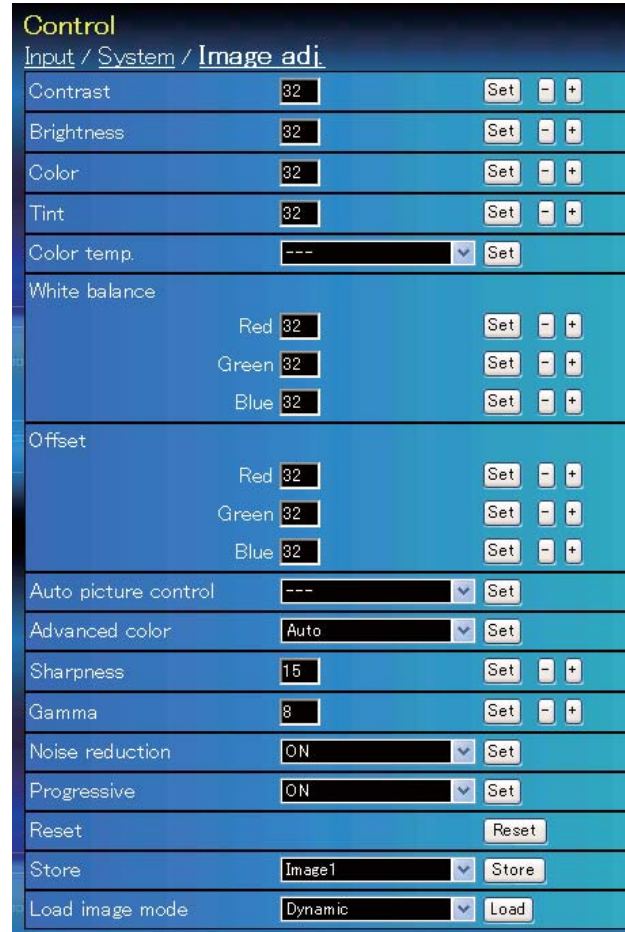 Control
Input / System / Image adj.
Contrast 32 Set - +
Brightness 32 Set - +
Color 32 Set - +
Tint 32 Set - +
Color temp. --- Set
White balance
Red 32 Set - +
Green 32 Set - +
Blue 32 Set - +
Offset
Red 32 Set - +
Green 32 Set - +
Blue 32 Set - +
Auto picture control --- Set
Advanced color Auto Set
Sharpness 15 Set - +
Gamma 8 Set - +
Noise reduction ON Set
Progressive ON Set
Reset Reset
Store Image1 Store
Load image mode Dynamic Load